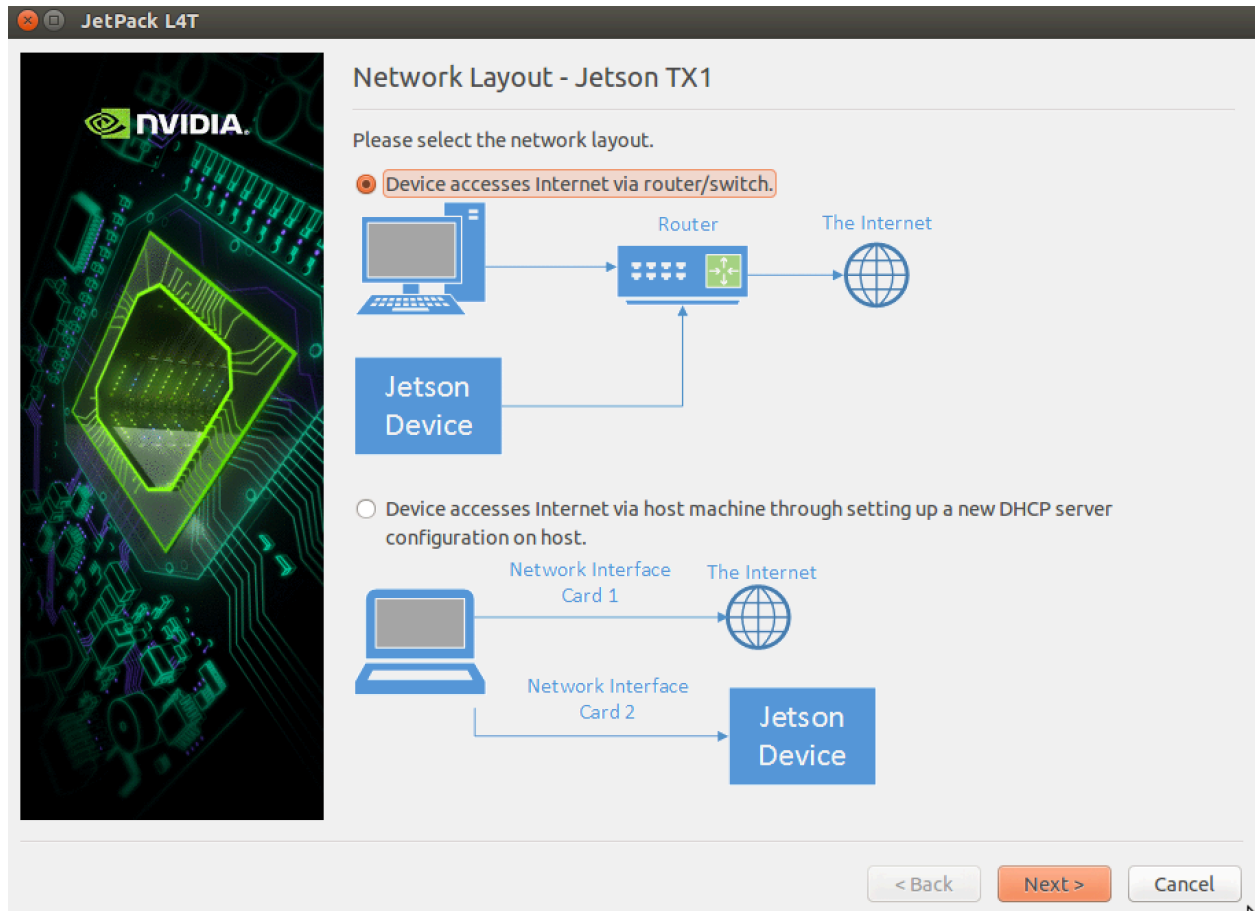 JetPack L4T
NVIDIA.
Network Layout - Jetson TX1
Please select the network layout.
Device accesses Internet via router/switch.
Router
The Internet
Jetson
Device
Device accesses Internet via host machine through setting up a new DHCP server
configuration on host.
Network Interface
Card 1
The Internet
Network Interface
Card 2
Jetson
Device
< Back
Next >
Cancel